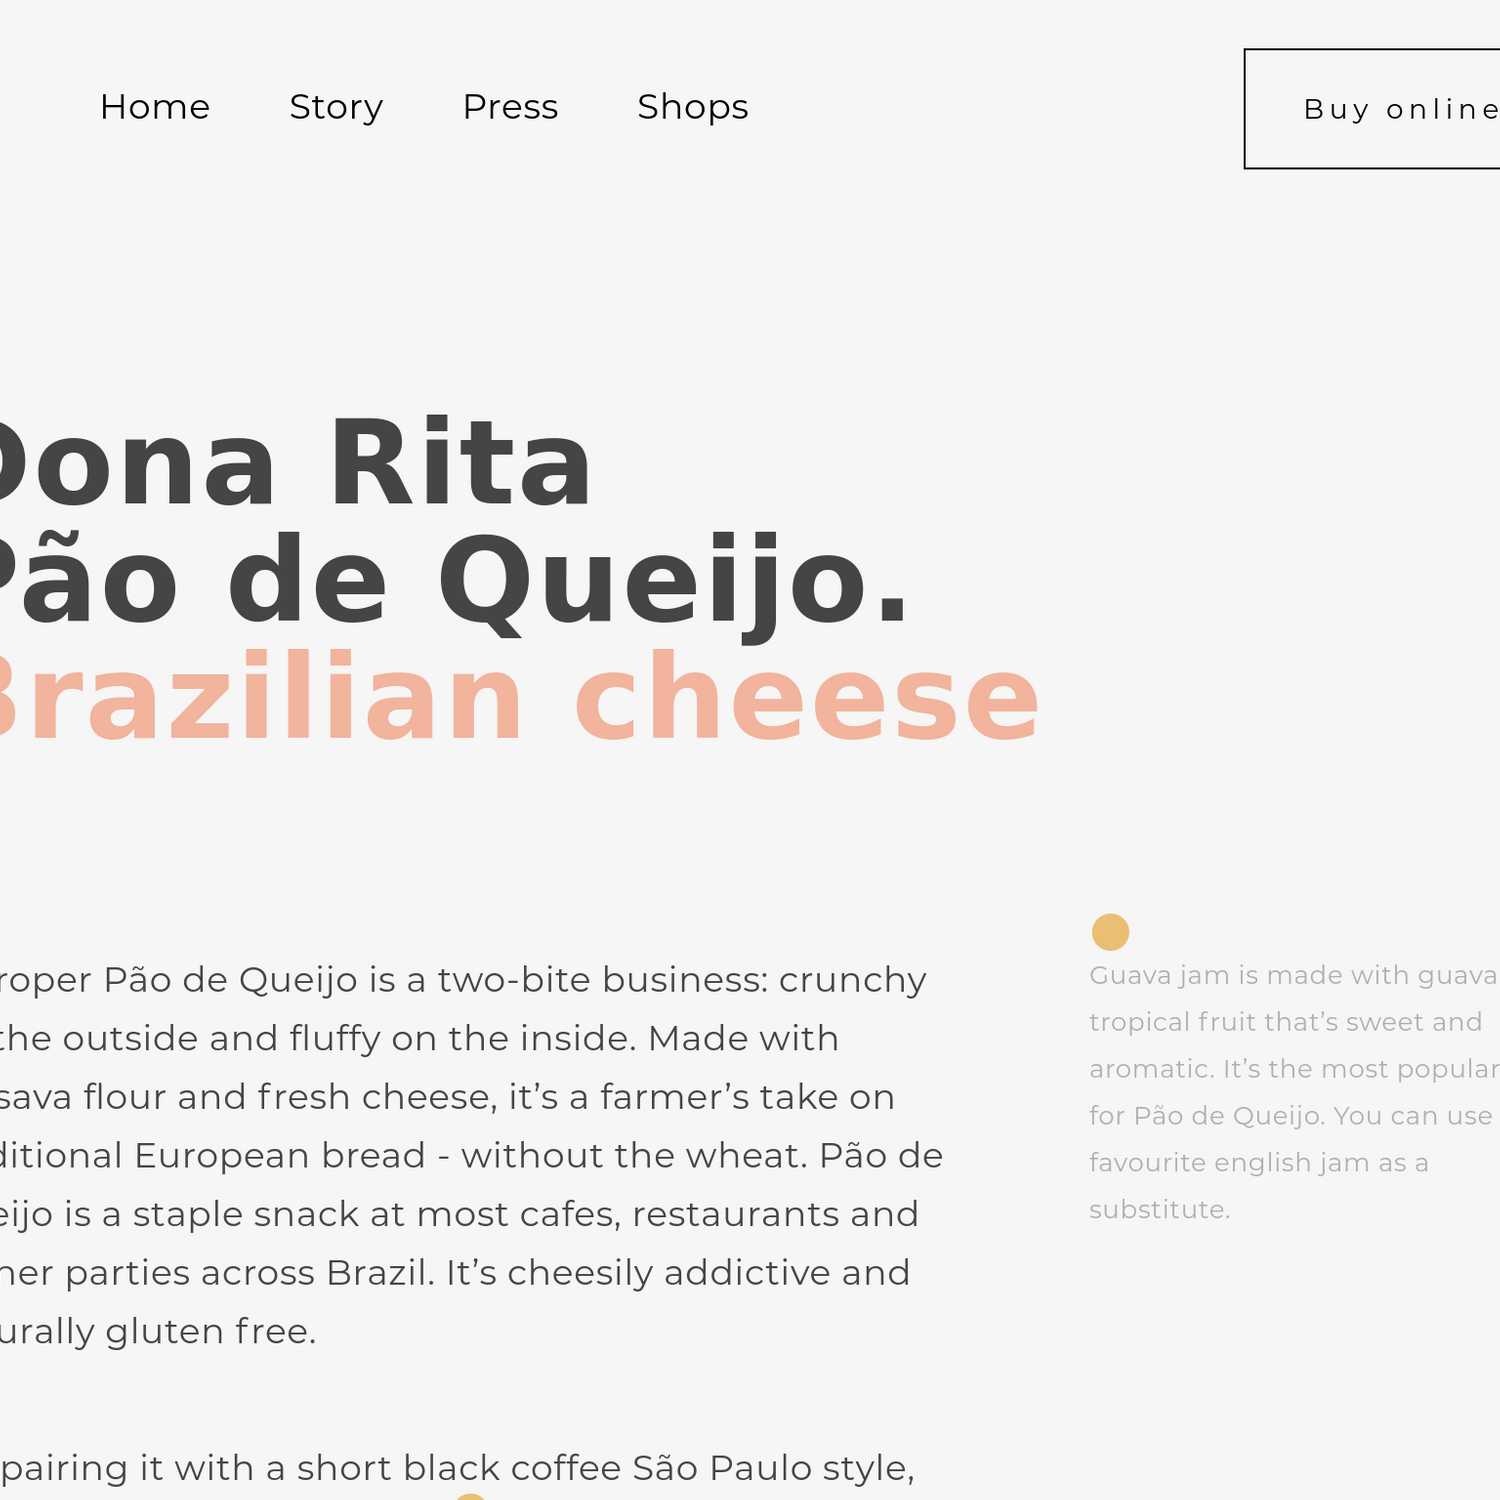 Home Story Press Shops
Buy online
Dona Rita
Pão de Queijo.
Brazilian cheese
roper Pão de Queijo is a two-bite business: crunchy
the outside and fluffy on the inside. Made with
sava flour and fresh cheese, it’s a farmer’s take on
ditional European bread - without the wheat. Pão de
eijo is a staple snack at most cafes, restaurants and
ner parties across Brazil. It’s cheesily addictive and
urally gluten free.
pairing it with a short black coffee São Paulo style,
Guava jam is made with guava
tropical fruit that’s sweet and
aromatic. It’s the most popular
for Pão de Queijo. You can use
favourite english jam as a
substitute.